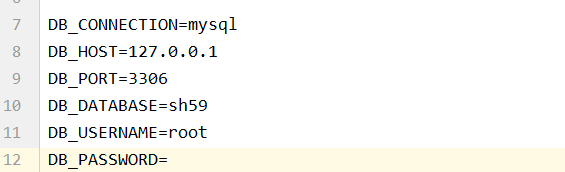 7 DB_CONNECTION=mysql
8 DB_HOST=127.0.0.1
9 DB_PORT=3306
10 DB_DATABASE=sh59
11 DB_USERNAME=root
12 DB_PASSWORD=